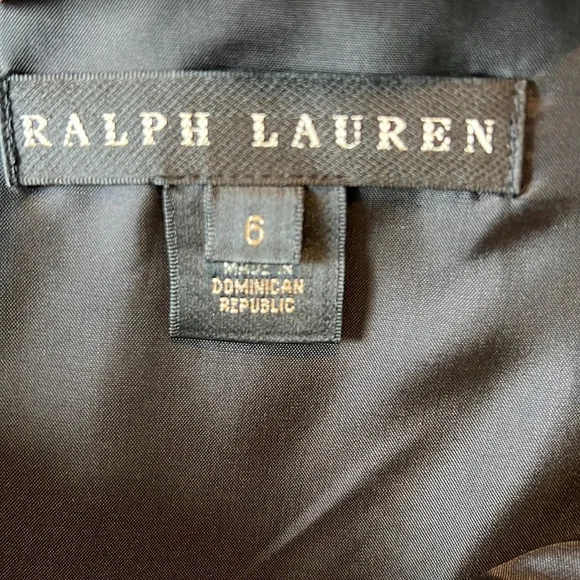 RALPH LAUREN
6
MADE IN
DOMINICAN
REPUBLIC